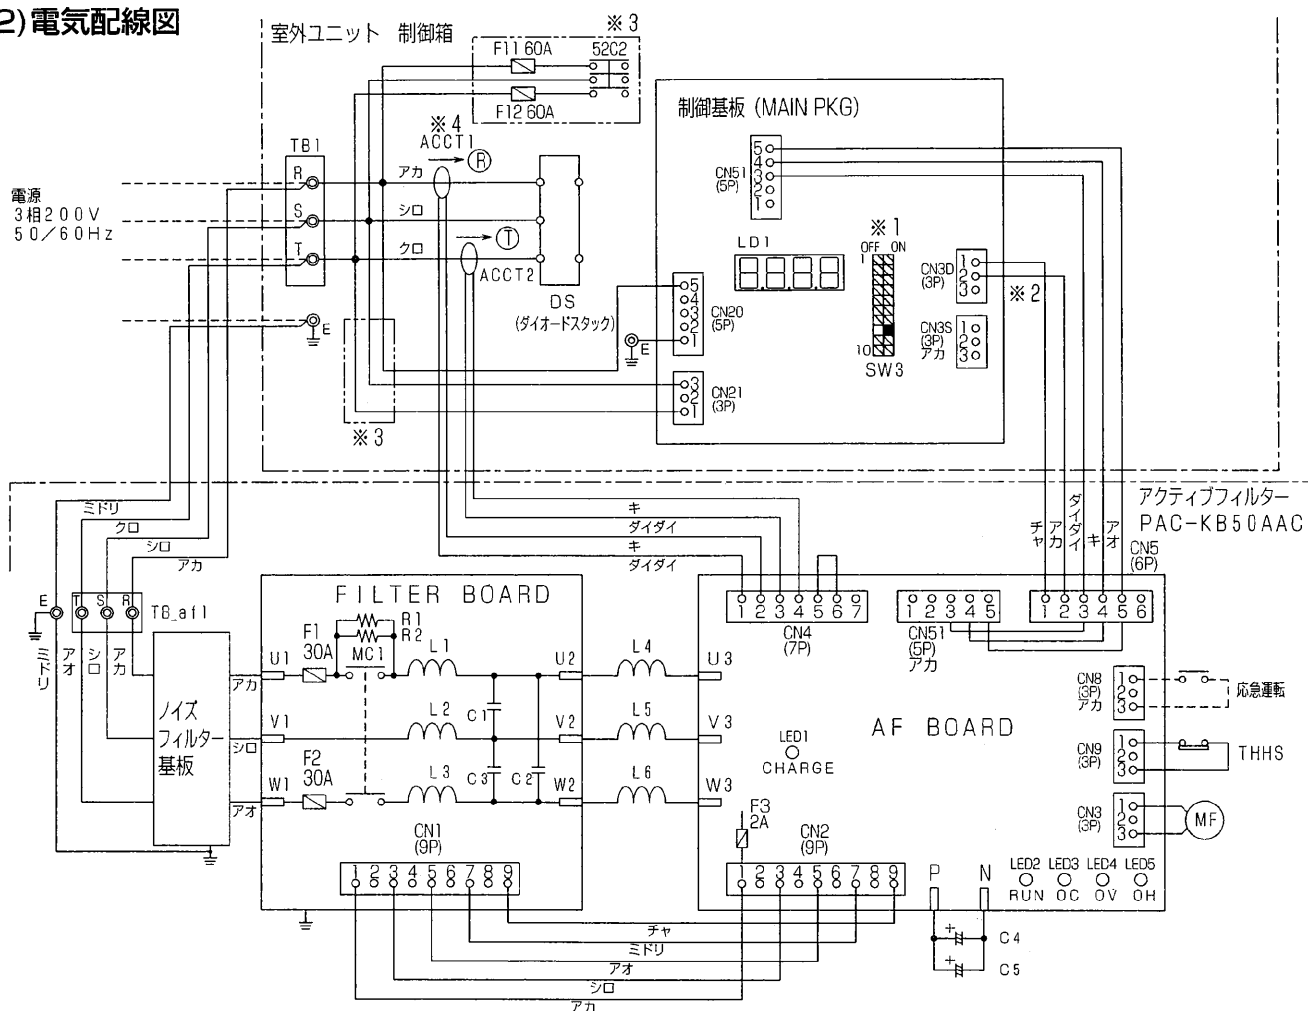 2)電気配線図
室外ユニット 制御箱
※3
F11 60A
52C2
F12 60A
制御基板 (MAIN PKG)
※4
ACCT1
R
TB1
R
アカ
電源
3相200V
50/60Hz
S
シロ
T
クロ
T
ACCT2
E
DS
(ダイオードスタック)
※3
5
4
3
2
1
CN51
(5P)
LD1
※1
OFF ON
1
10
SW3
CN3D
(3P)
1
2
3
※2
CN3S
(3P)
アカ
1
2
3
5
4
3
2
1
CN20
(5P)
E
3
2
1
CN21
(3P)
アクティブフィルター
PAC-KB50AAC
ミドリ
クロ
シロ
アカ
キ
ダイダイ
キ
ダイダイ
チャ
アカ
ダイダイ
キ
アオ
CN5
(6P)
E
T
S
R
TB_af1
ミドリ
アオ
シロ
アカ
ノイズ
フィルター
基板
アカ
シロ
アオ
FILTER BOARD
R1
R2
F1
30A
MC1
U1
L1
U2
L4
U3
V1
L2
C1
V2
L5
V3
F2
30A
W1
L3
C3
C2
W2
L6
W3
CN1
(9P)
1 2 3 4 5 6 7 8 9
1 2 3 4 5 6 7
CN4
(7P)
1 2 3 4 5
CN51
(5P)
アカ
1 2 3 4 5 6
AF BOARD
LED1
CHARGE
CN8
(3P)
アカ
1
2
3
応急運転
CN9
(3P)
1
2
3
THHS
CN3
(3P)
1
2
3
MF
F3
2A
CN2
(9P)
1 2 3 4 5 6 7 8 9
P
N
LED2 LED3 LED4 LED5
RUN OC OV OH
+
C4
+
C5
チャ
ミドリ
アオ
シロ
アカ